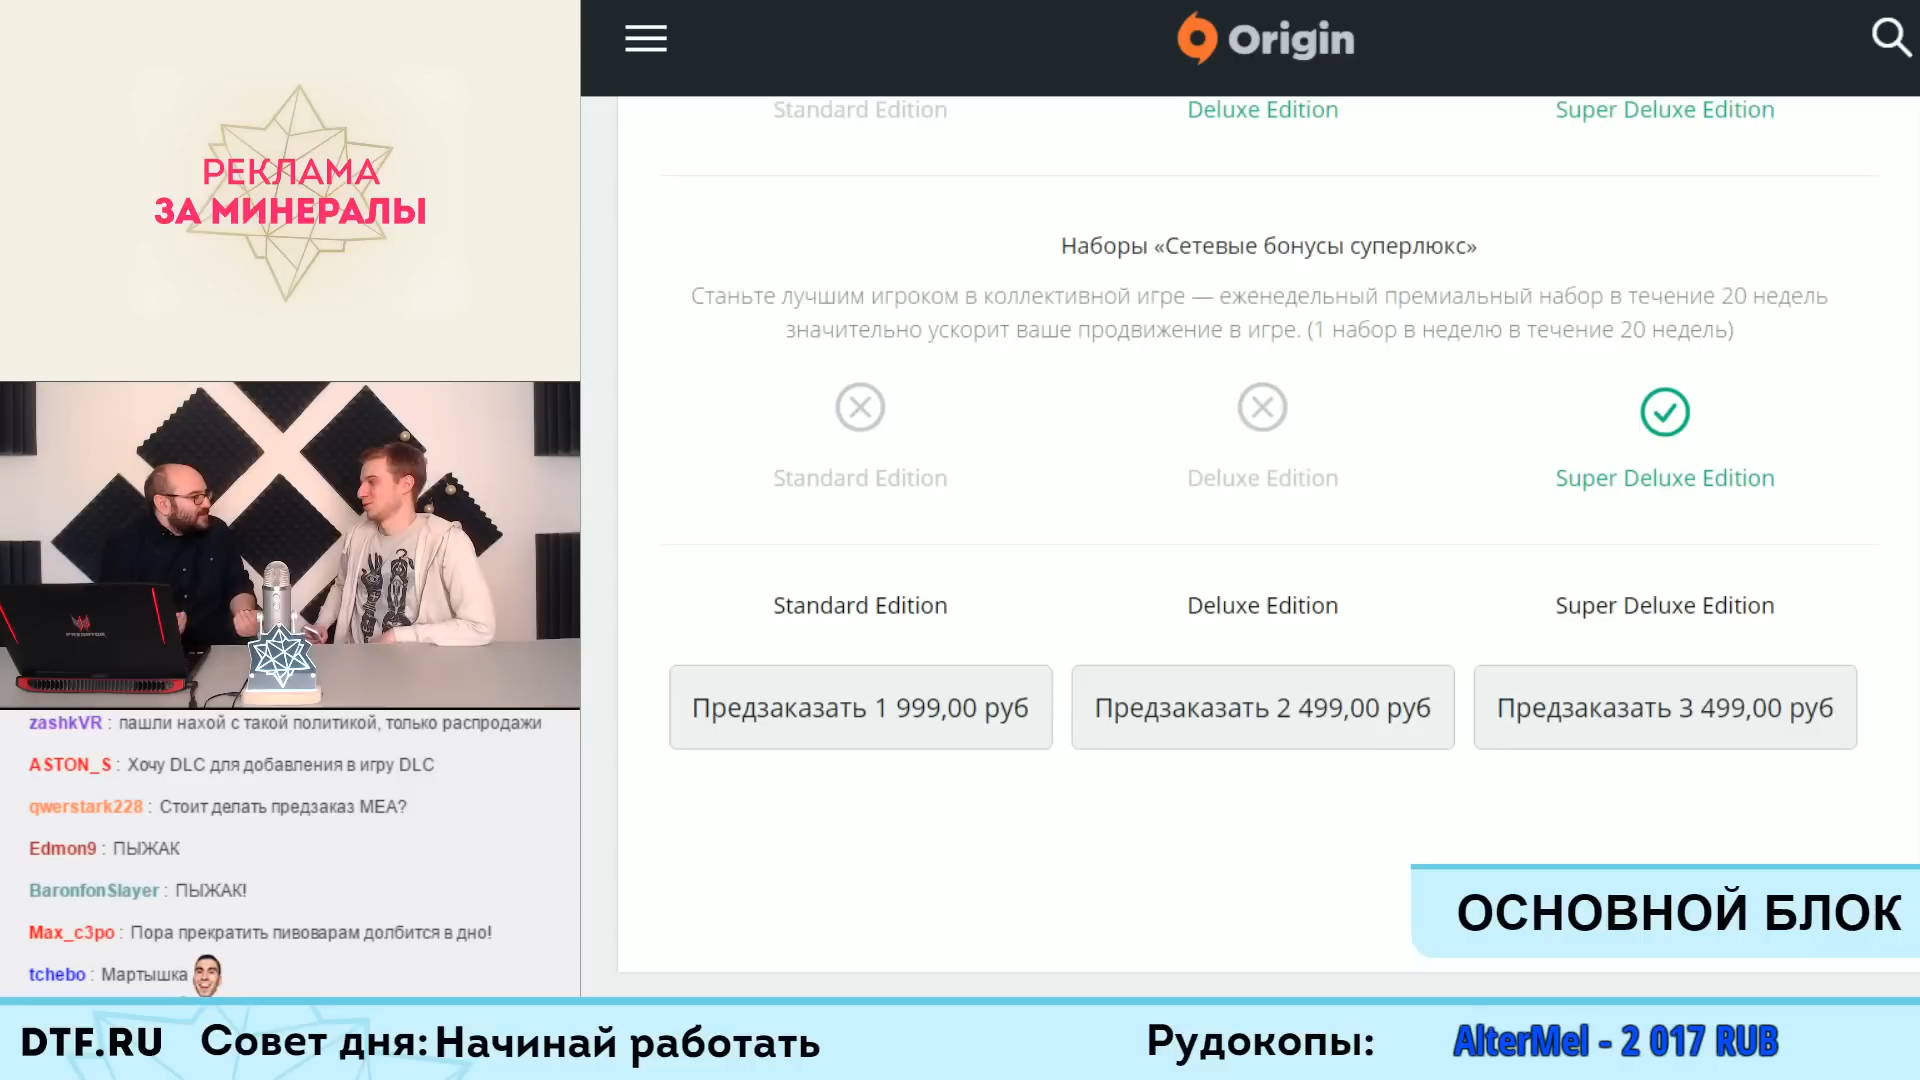 РЕКЛАМА
ЗА МИНЕРАЛЫ
PREDATOR
zashkVR : пашли нахой с такой политикой, только распродажи
ASTON_S : Хочу DLC для добавления в игру DLC
qwerstark228 : Стоит делать предзаказ MEA?
Edmon9 : ПЫЖАК
BaronfonSlayer : ПЫЖАК!
Max_c3po : Пора прекратить пивоварам долбится в дно!
tchebo : Мартышка
Origin
Standard Edition
Deluxe Edition
Super Deluxe Edition
Наборы «Сетевые бонусы суперлюкс»
Станьте лучшим игроком в коллективной игре — еженедельный премиальный набор в течение 20 недель
значительно ускорит ваше продвижение в игре. (1 набор в неделю в течение 20 недель)
Standard Edition
Deluxe Edition
Super Deluxe Edition
Standard Edition
Deluxe Edition
Super Deluxe Edition
Предзаказать 1 999,00 руб
Предзаказать 2 499,00 руб
Предзаказать 3 499,00 руб
ОСНОВНОЙ БЛОК
DTF.RU
Совет дня: Начинай работать
Рудокопы:
AlterMel - 2 017 RUB